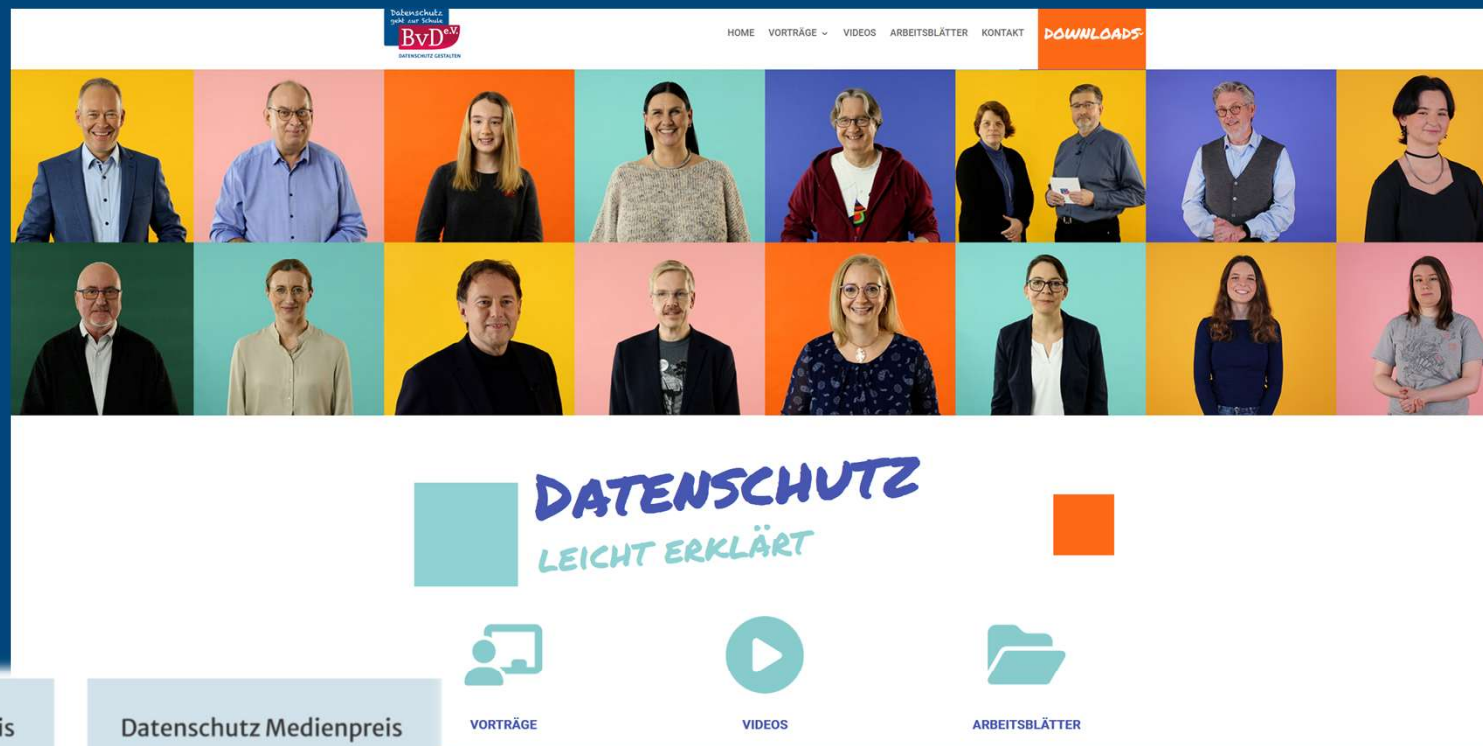 Datenschutz
geht zur Schule
BvD e.V.
DATENSCHUTZ GESTALTEN
HOME VORTRÄGE VIDEOS ARBEITSBLÄTTER KONTAKT DOWNLOADS
DATENSCHUTZ
LEICHT ERKLÄRT
VORTRÄGE VIDEOS ARBEITSBLÄTTER
is
Datenschutz Medienpreis